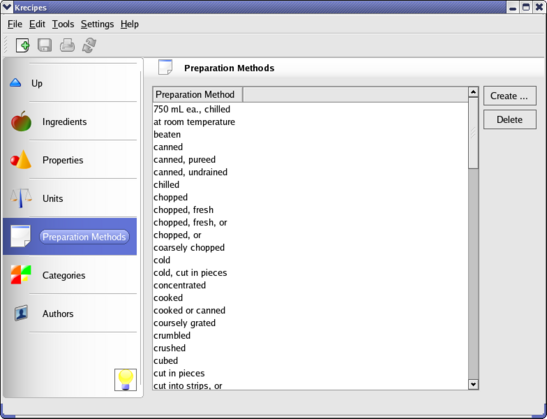 Krecipes
File Edit Tools Settings Help
Up
Ingredients
Properties
Units
Preparation Methods
Categories
Authors
Preparation Methods
Preparation Method
750 mL ea., chilled
at room temperature
beaten
canned
canned, pureed
canned, undrained
chilled
chopped
chopped, fresh
chopped, fresh, or
chopped, or
coarsely chopped
cold
cold, cut in pieces
concentrated
cooked
cooked or canned
coursely grated
crumbled
crushed
cubed
cut in pieces
cut into strips, or
Create ...
Delete